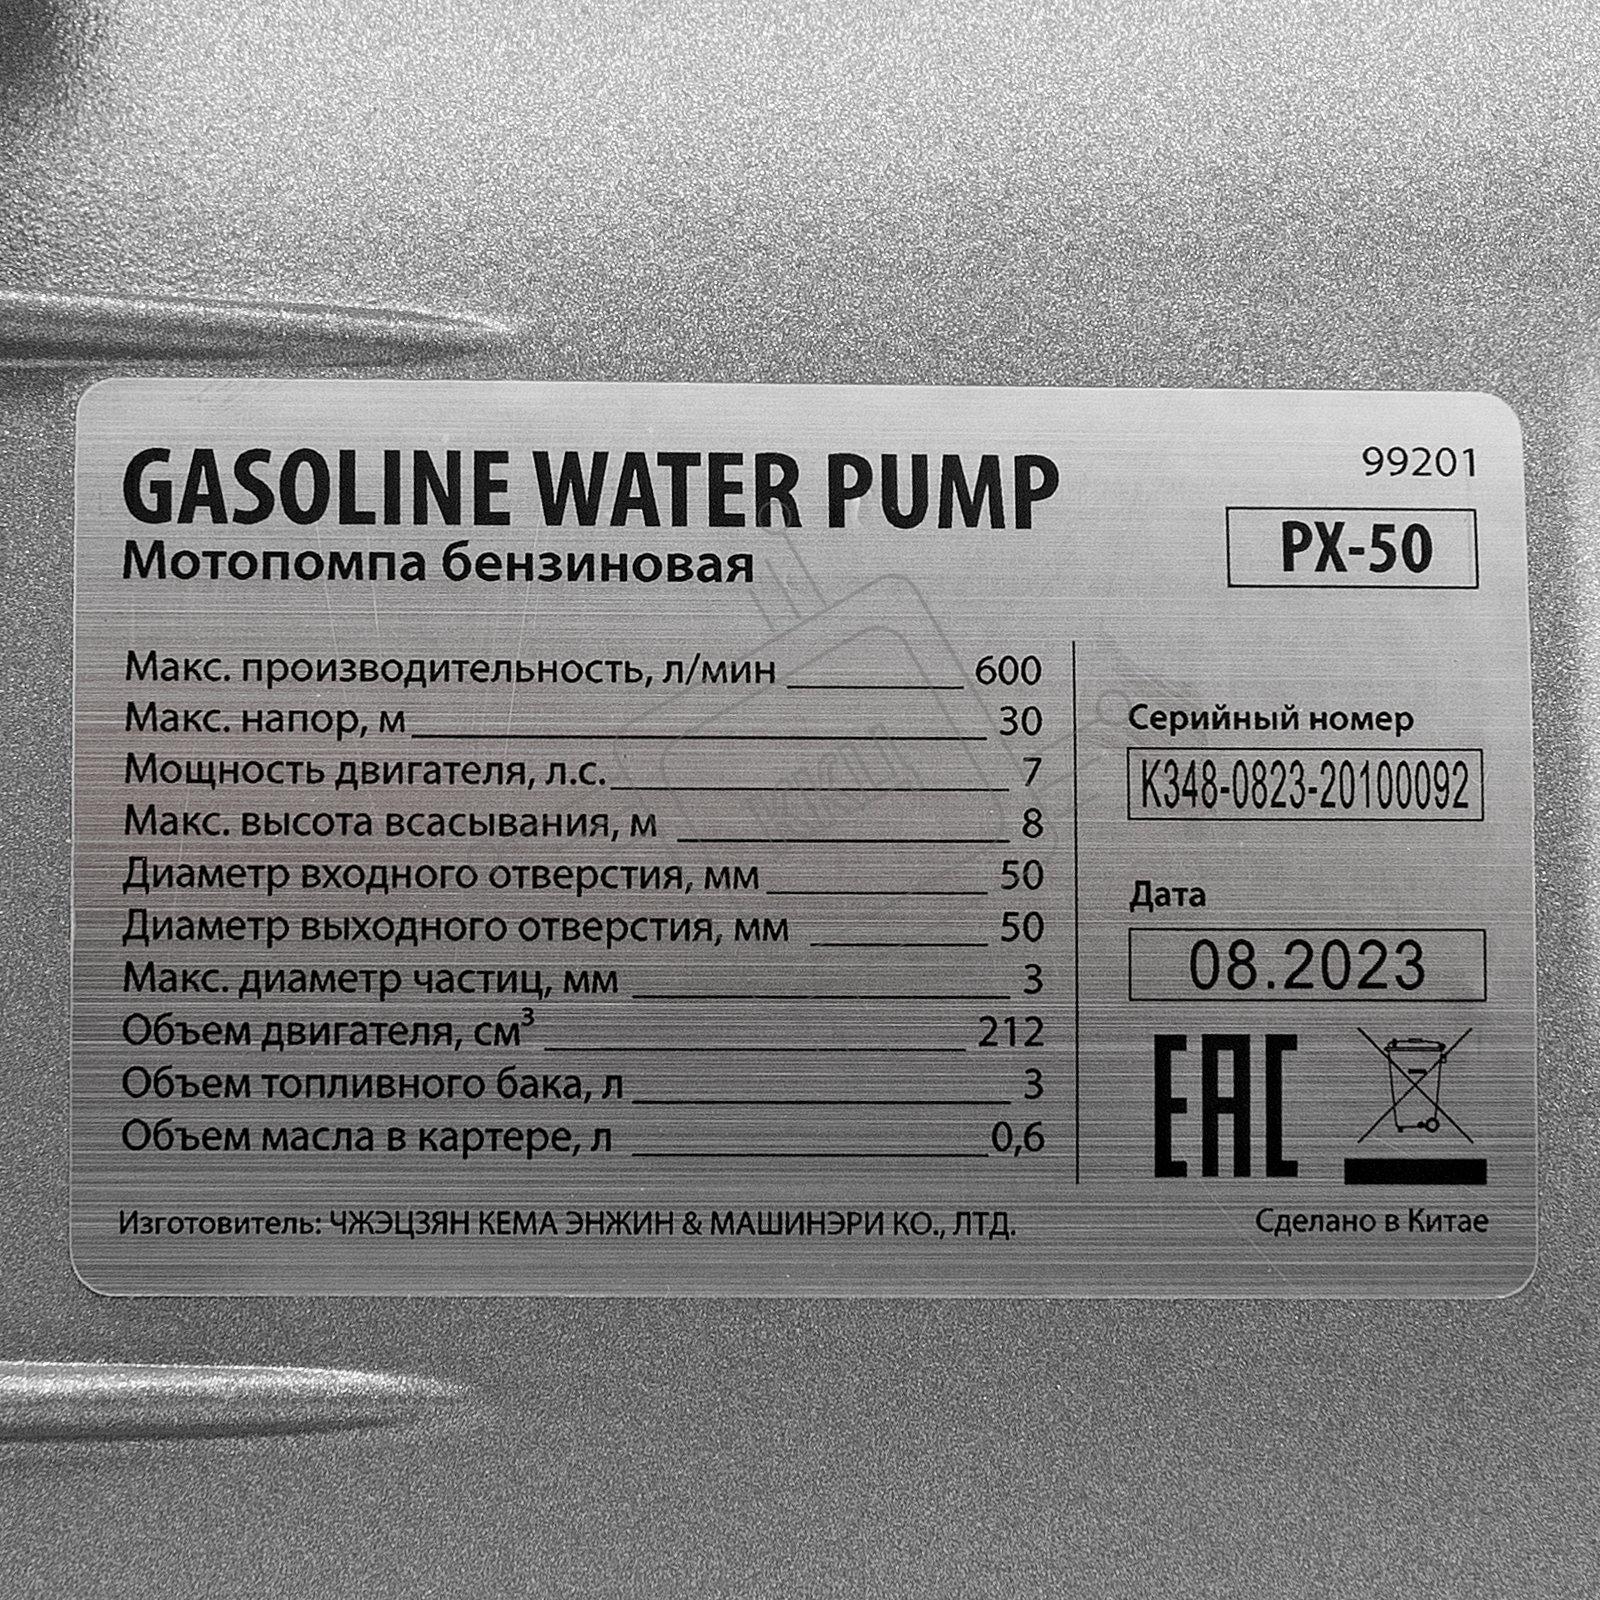 GASOLINE WATER PUMP
Мотопомпа бензиновая
99201
PX-50
Макс. производительность, л/мин 600
Макс. напор, м 30
Мощность двигателя, л.с. 7
Макс. высота всасывания, м 8
Диаметр входного отверстия, мм 50
Диаметр выходного отверстия, мм 50
Макс. диаметр частиц, мм 3
Объем двигателя, см³ 212
Объем топливного бака, л 3
Объем масла в картере, л 0,6
Серийный номер
K348-0823-20100092
Дата
08.2023
EAC
Изготовитель: ЧЖЭЦЗЯН КЕМА ЭНЖИН & МАШИНЭРИ КО., ЛТД.
Сделано в Китае
ККЦ